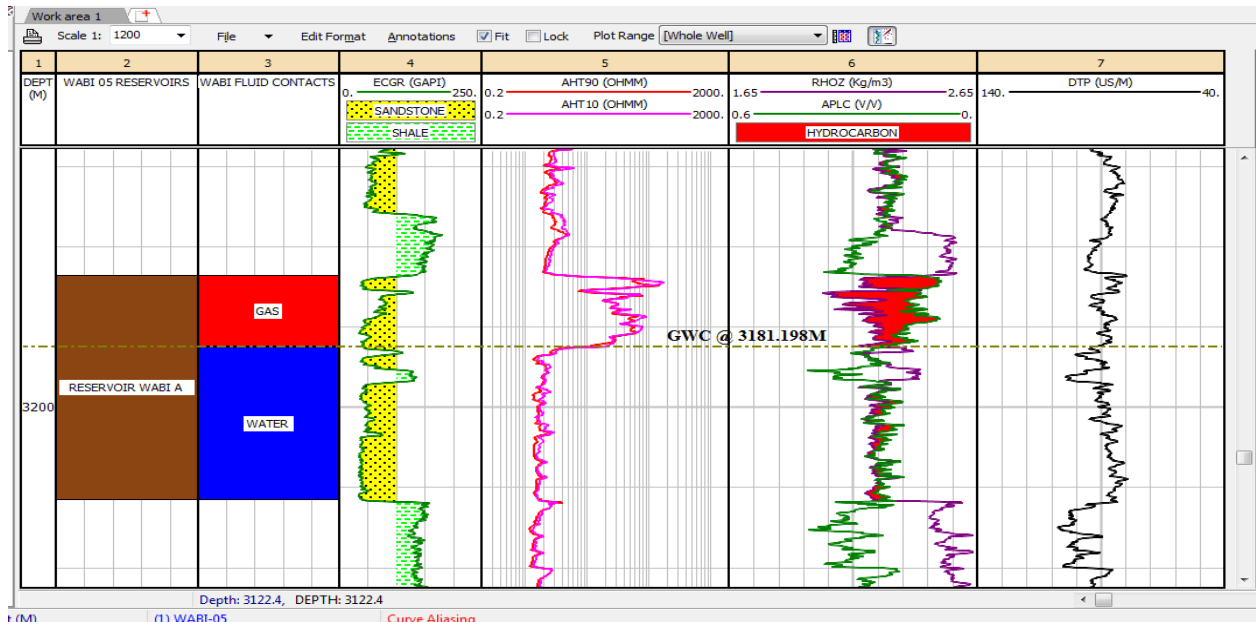 Work area 1
Scale 1: 1200 File Edit Format Annotations Fit Lock Plot Range [Whole Well]
1 2 3 4 5 6 7
DEPT (M) WABI 05 RESERVOIRS WABI FLUID CONTACTS ECGR (GAPI) AHT90 (OHMM) RHOZ (Kg/m3) DTP (US/M)
0. 250. 0.2 2000. 1.65 2.65 140. 40.
SANDSTONE AHT10 (OHMM) APLC (V/V)
0.2 2000. 0.6 0.
SHALE HYDROCARBON
GAS
GWC @ 3181.198M
RESERVOIR WABI A
3200
WATER
Depth: 3122.4, DEPTH: 3122.4
t (M) (1) WABI-05 Curve Aliasing